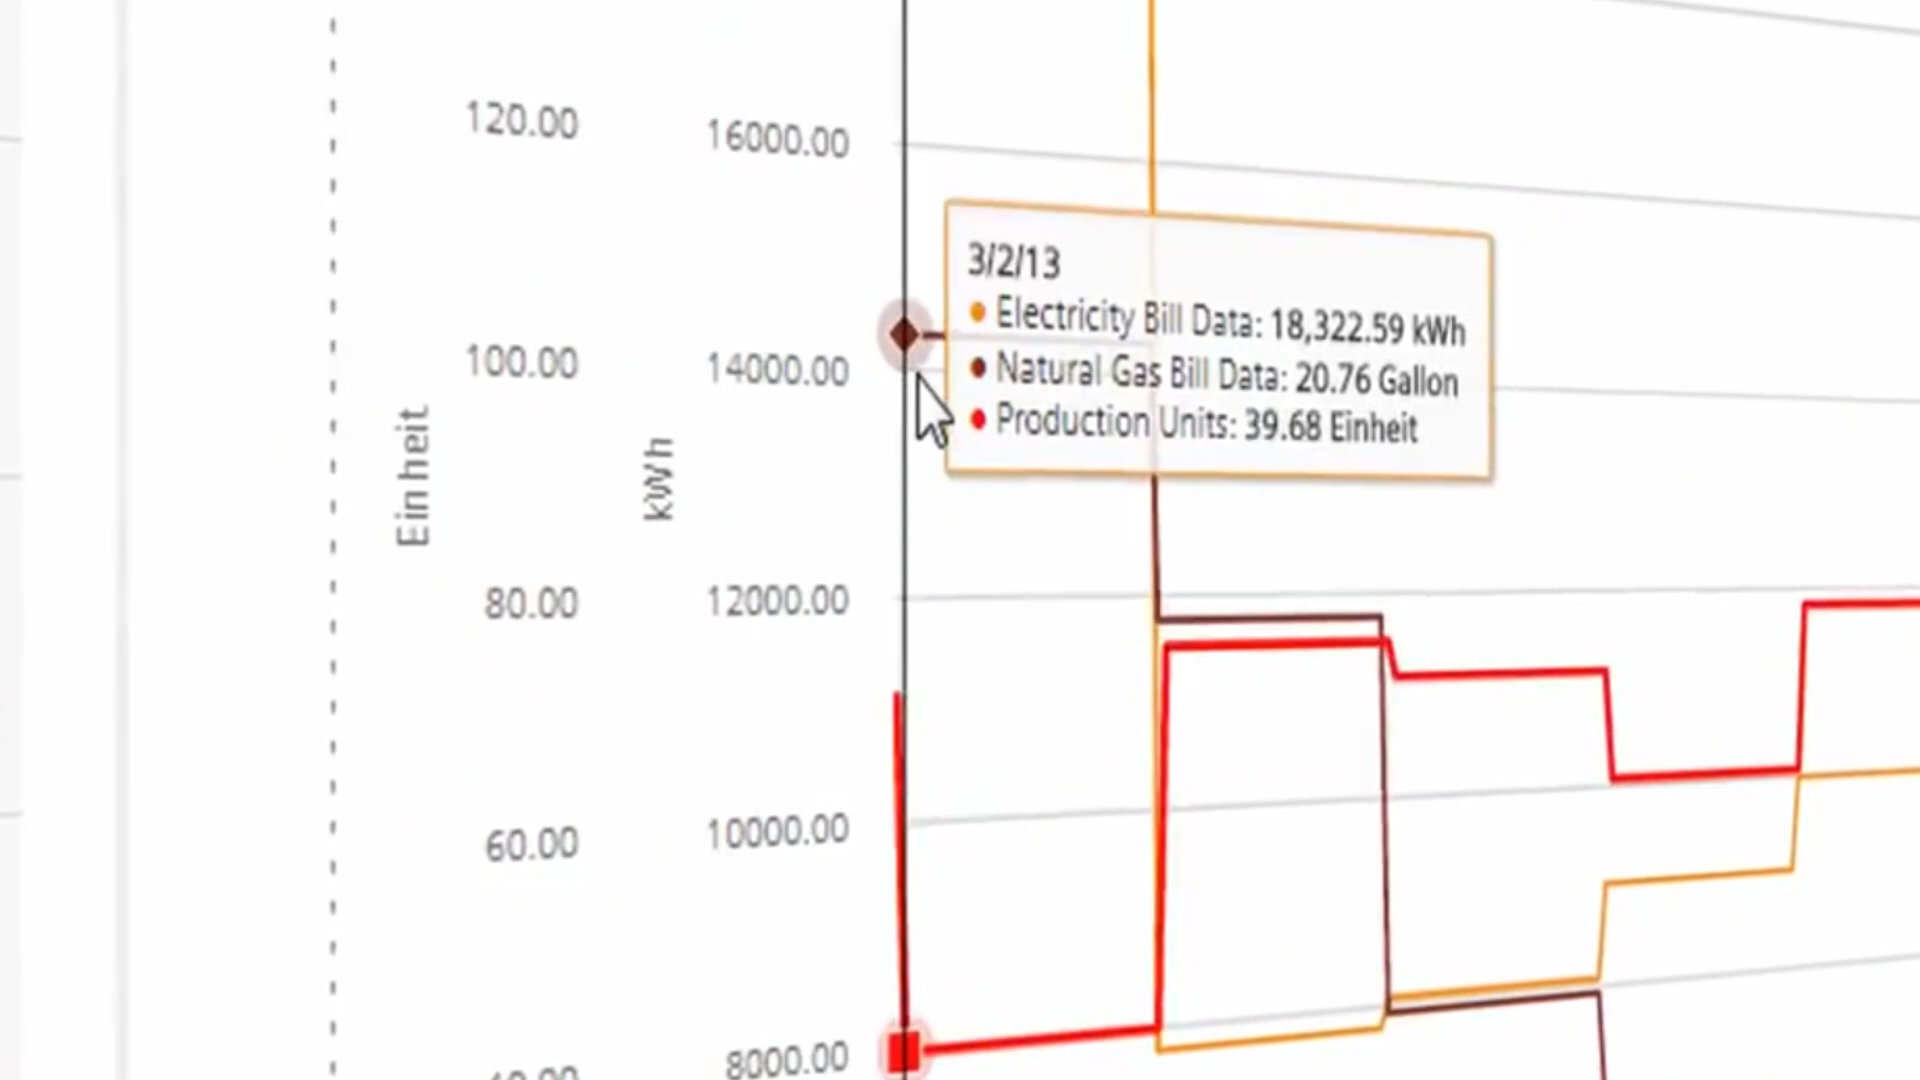 120.00
100.00
80.00
60.00
Einheit
16000.00
14000.00
12000.00
10000.00
8000.00
kWh
3/2/13
Electricity Bill Data: 18,322.59 kWh
Natural Gas Bill Data: 20.76 Gallon
Production Units: 39.68 Einheit